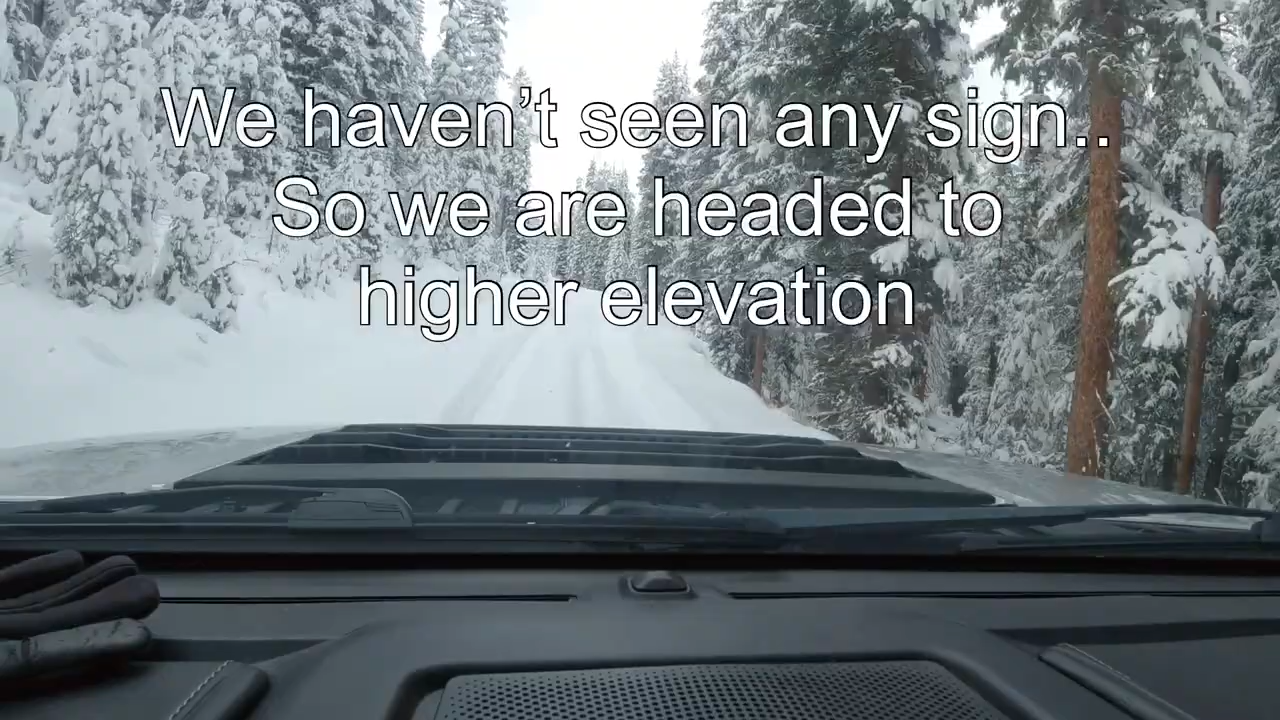 We haven’t seen any sign..
So we are headed to
higher elevation